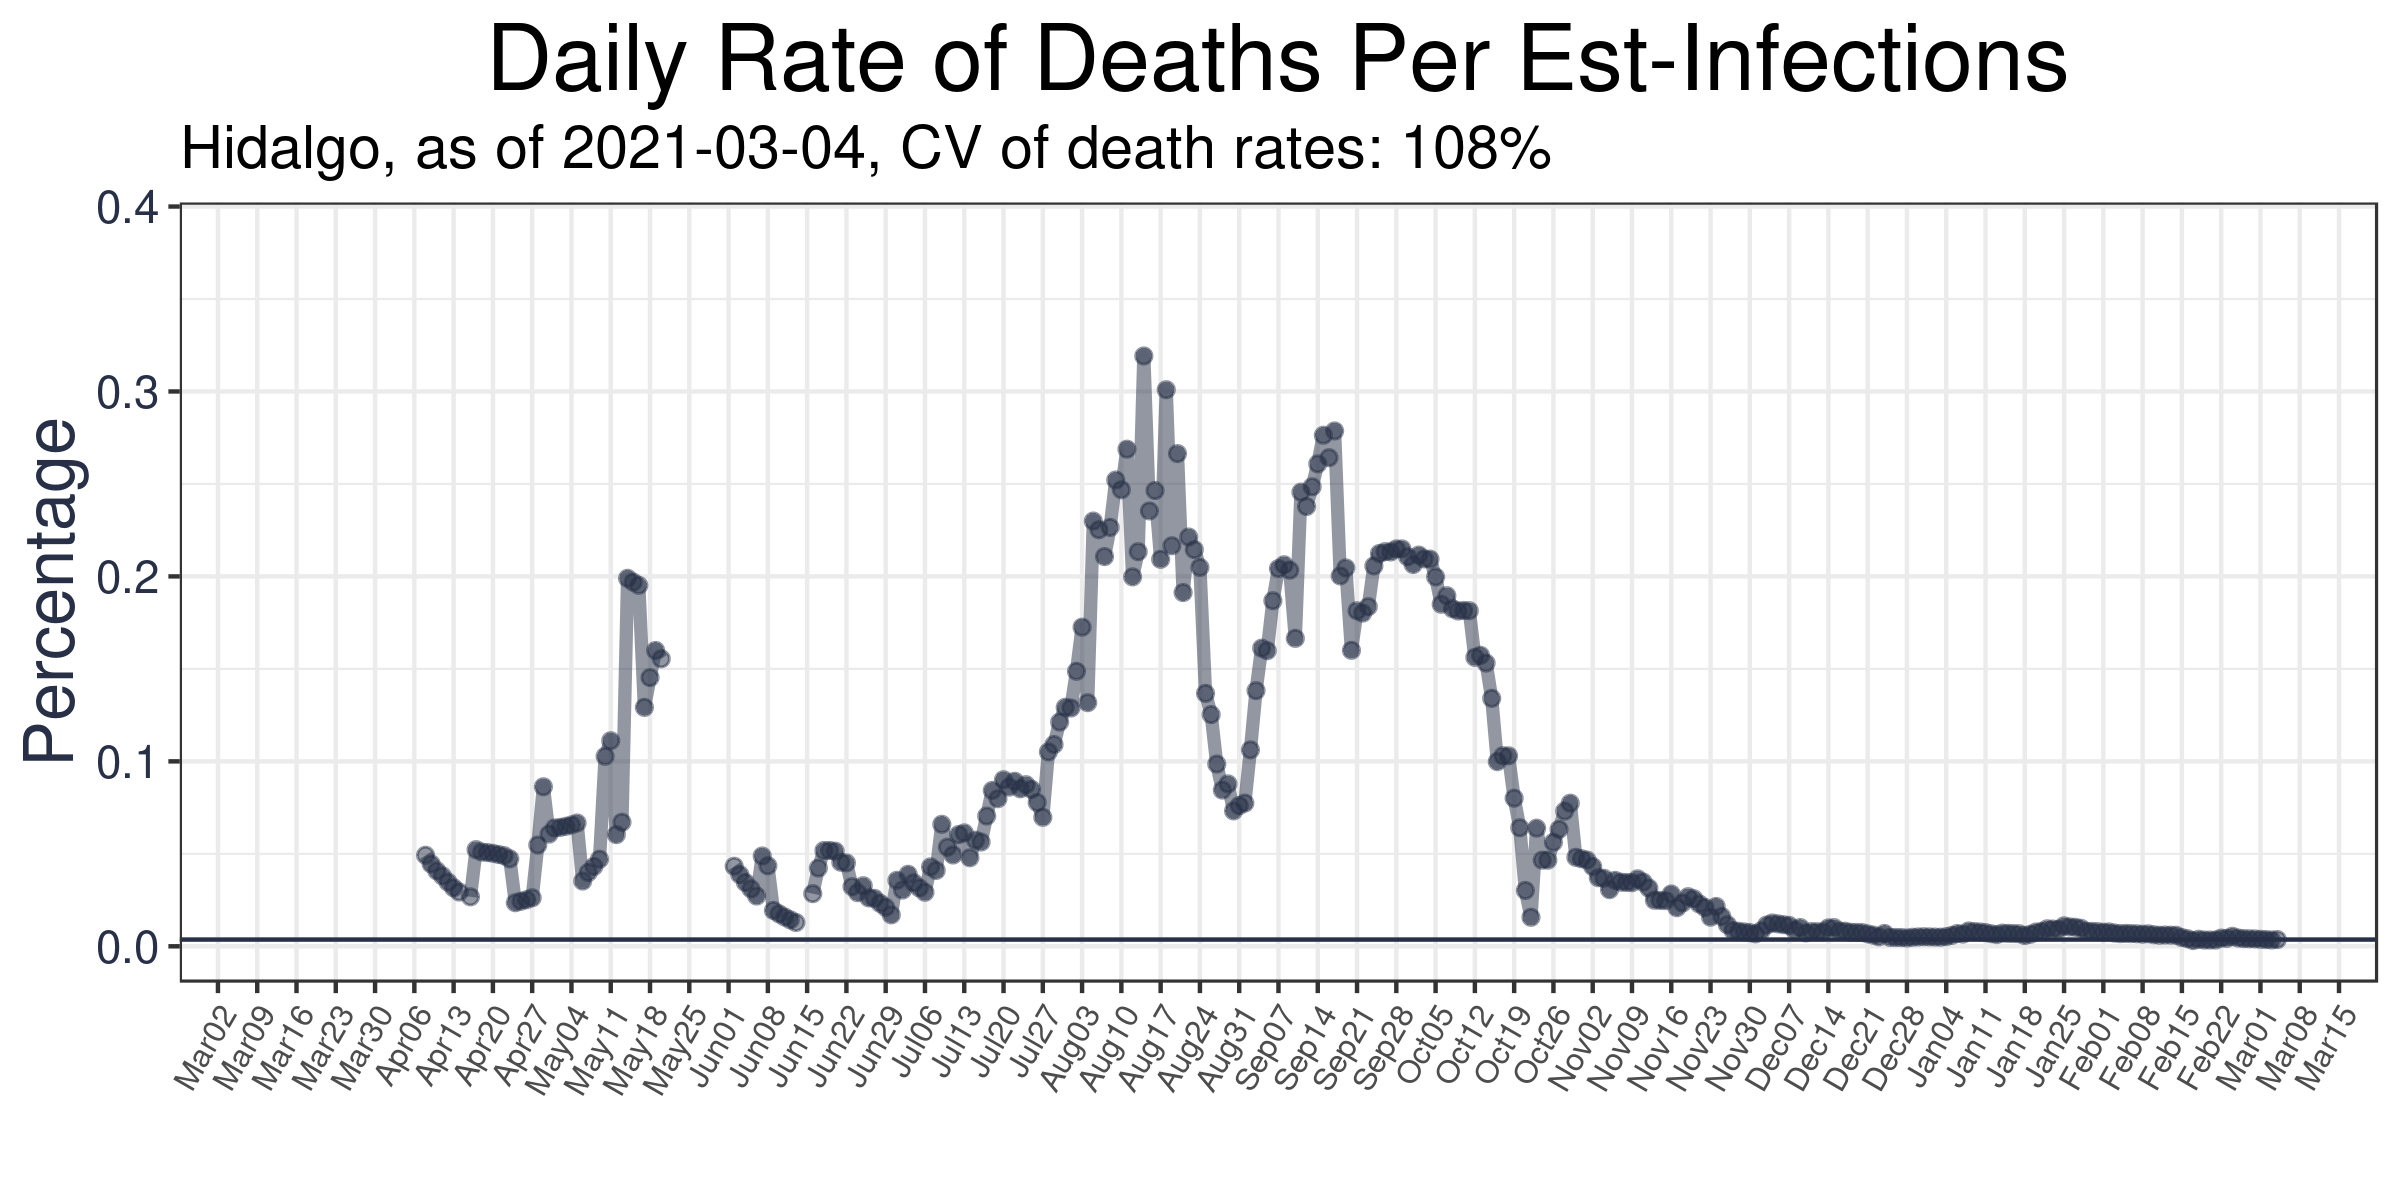 Daily Rate of Deaths Per Est-Infections
Hidalgo, as of 2021-03-04, CV of death rates: 108%
Percentage
0.4
0.3
0.2
0.1
0.0
Mar02 Mar09 Mar16 Mar23 Mar30 Apr06 Apr13 Apr20 Apr27 May04 May11 May18 May25 Jun01 Jun08 Jun15 Jun22 Jun29 Jul06 Jul13 Jul20 Jul27 Aug03 Aug10 Aug17 Aug24 Aug31 Sep07 Sep14 Sep21 Sep28 Oct05 Oct12 Oct19 Oct26 Nov02 Nov09 Nov16 Nov23 Nov30 Dec07 Dec14 Dec21 Dec28 Jan04 Jan11 Jan18 Jan25 Feb01 Feb08 Feb15 Feb22 Mar01 Mar08 Mar15